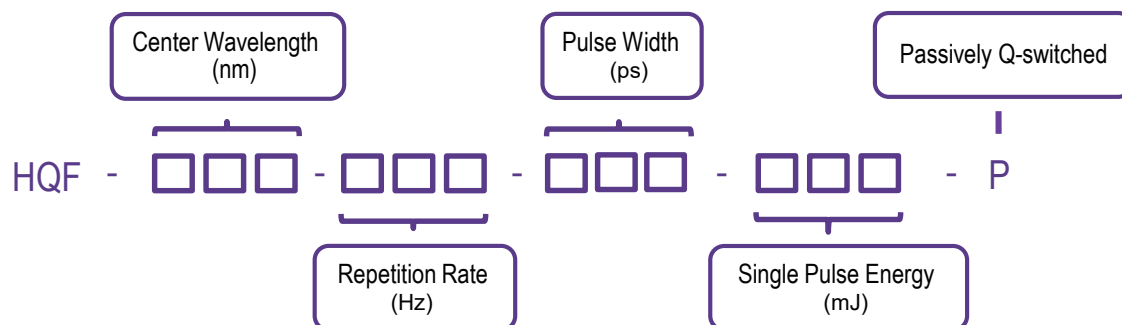 Center Wavelength
(nm)
Pulse Width
(ps)
Passively Q-switched
HQF - □□□ - □□□ - □□□ - □□□ - P
Repetition Rate
(Hz)
Single Pulse Energy
(mJ)